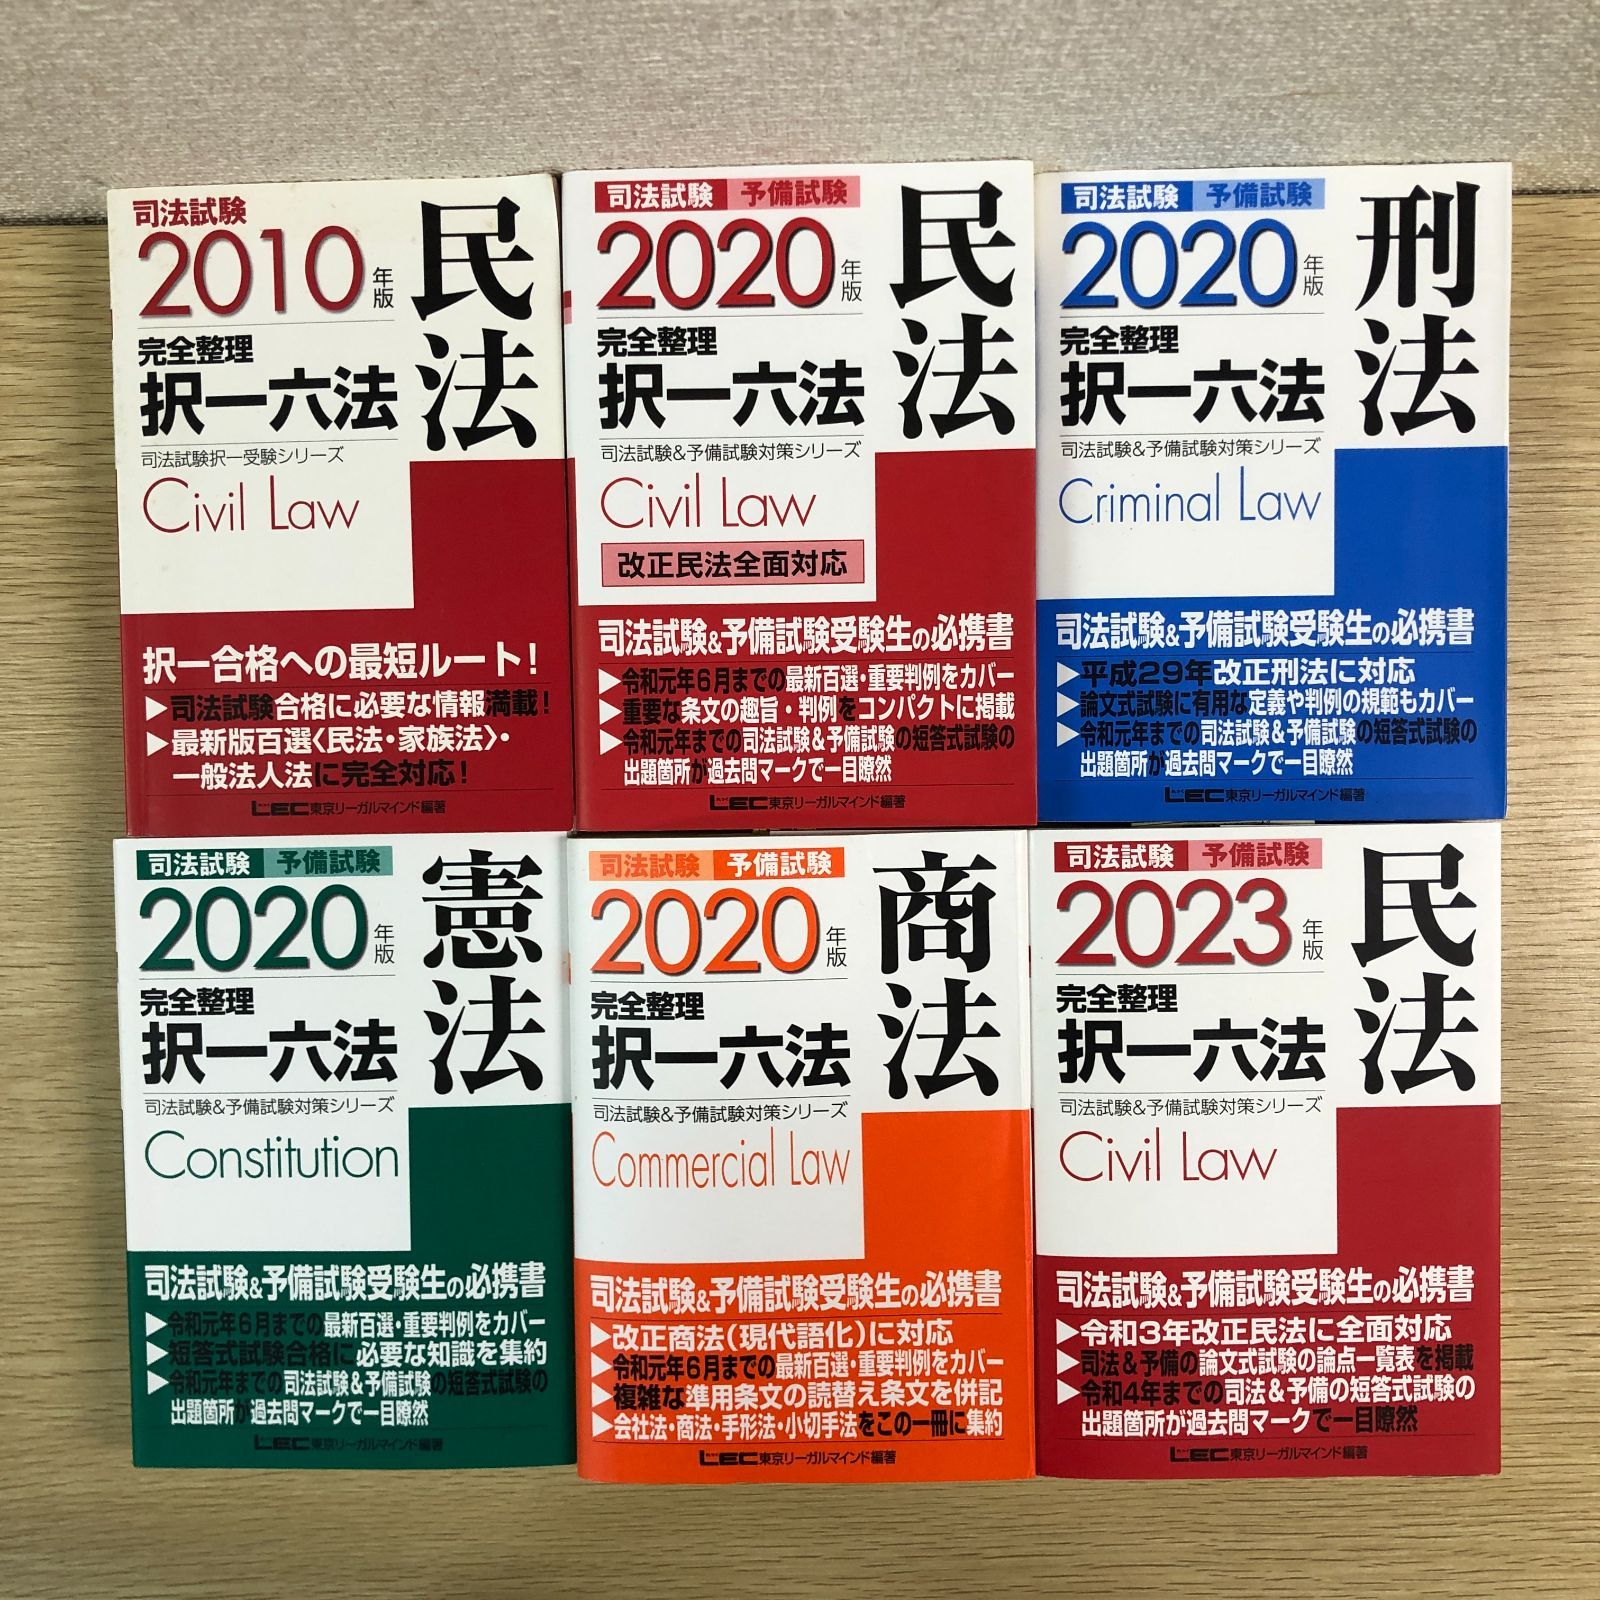 司法試験
2010年版
民法
完全整理
択一六法
司法試験択一受験シリーズ
Civil Law
択一合格への最短ルート!
▶司法試験合格に必要な情報満載!
▶最新版百選〈民法・家族法〉・
一般法人法に完全対応!
LEC東京リーガルマインド編著
司法試験 予備試験
2020年版
民法
完全整理
択一六法
司法試験&予備試験対策シリーズ
Civil Law
改正民法全面対応
司法試験&予備試験受験生の必携書
▶令和元年6月までの最新百選・重要判例をカバー
▶重要な条文の趣旨・判例をコンパクトに掲載
▶令和元年までの司法試験&予備試験の短答式試験の
出題箇所が過去問マークで一目瞭然
LEC東京リーガルマインド編著
司法試験 予備試験
2020年版
刑法
完全整理
択一六法
司法試験&予備試験対策シリーズ
Criminal Law
司法試験&予備試験受験生の必携書
▶平成29年改正刑法に対応
▶論文式試験に有用な定義や判例の規範もカバー
▶令和元年までの司法試験&予備試験の短答式試験の
出題箇所が過去問マークで一目瞭然
LEC東京リーガルマインド編著
司法試験 予備試験
2020年版
憲法
完全整理
択一六法
司法試験&予備試験対策シリーズ
Constitution
司法試験&予備試験受験生の必携書
▶令和元年6月までの最新百選・重要判例をカバー
▶短答式試験合格に必要な知識を集約
▶令和元年までの司法試験&予備試験の短答式試験の
出題箇所が過去問マークで一目瞭然
LEC東京リーガルマインド編著
司法試験 予備試験
2020年版
商法
完全整理
択一六法
司法試験&予備試験対策シリーズ
Commercial Law
司法試験&予備試験受験生の必携書
▶改正商法(現代語化)に対応
▶令和元年6月までの最新百選・重要判例をカバー
▶複雑な準用条文の読替え条文を併記
▶会社法・商法・手形法・小切手法をこの一冊に集約
LEC東京リーガルマインド編著
司法試験 予備試験
2023年版
民法
完全整理
択一六法
司法試験&予備試験対策シリーズ
Civil Law
司法試験&予備試験受験生の必携書
▶令和3年改正民法に全面対応
▶司法&予備の論文式試験の論点一覧表を掲載
▶令和4年までの司法&予備の短答式試験の
出題箇所が過去問マークで一目瞭然
LEC東京リーガルマインド編著